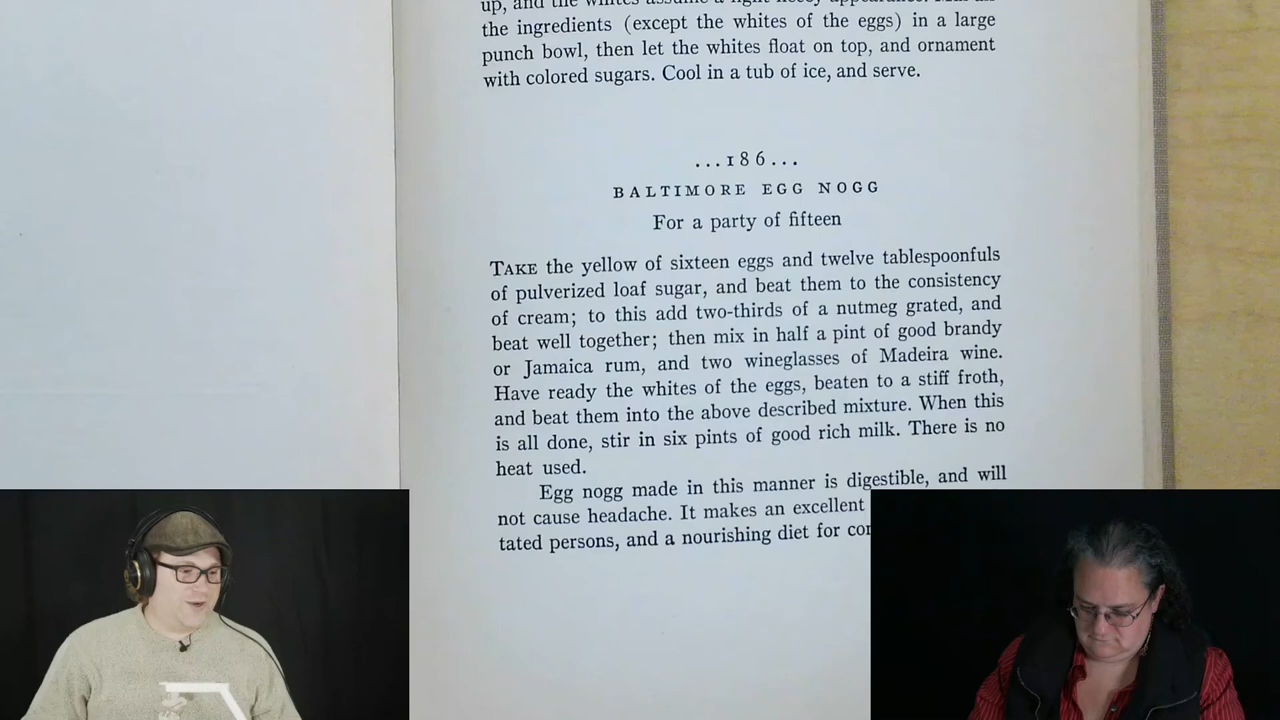 the ingredients (except the whites of the eggs) in a large
punch bowl, then let the whites float on top, and ornament
with colored sugars. Cool in a tub of ice, and serve.
...186...
BALTIMORE EGG NOGG
For a party of fifteen
TAKE the yellow of sixteen eggs and twelve tablespoonfuls
of pulverized loaf sugar, and beat them to the consistency
of cream; to this add two-thirds of a nutmeg grated, and
beat well together; then mix in half a pint of good brandy
or Jamaica rum, and two wineglasses of Madeira wine.
Have ready the whites of the eggs, beaten to a stiff froth,
and beat them into the above described mixture. When this
is all done, stir in six pints of good rich milk. There is no
heat used.
Egg nogg made in this manner is digestible, and will
not cause headache. It makes an excellent
tated persons, and a nourishing diet for